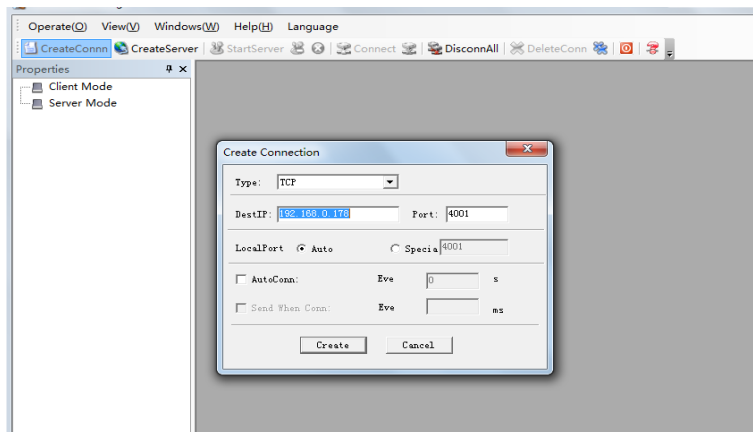 Operate(O) View(V) Windows(W) Help(H) Language
CreateConnn CreateServer StartServer Connect DisconnAll DeleteConn
Properties
Client Mode
Server Mode
Create Connection
Type: TCP
DestIP: 192.168.0.178 Port: 4001
LocalPort Auto Specia 4001
AutoConn: Eve 0 s
Send When Conn: Eve ms
Create Cancel